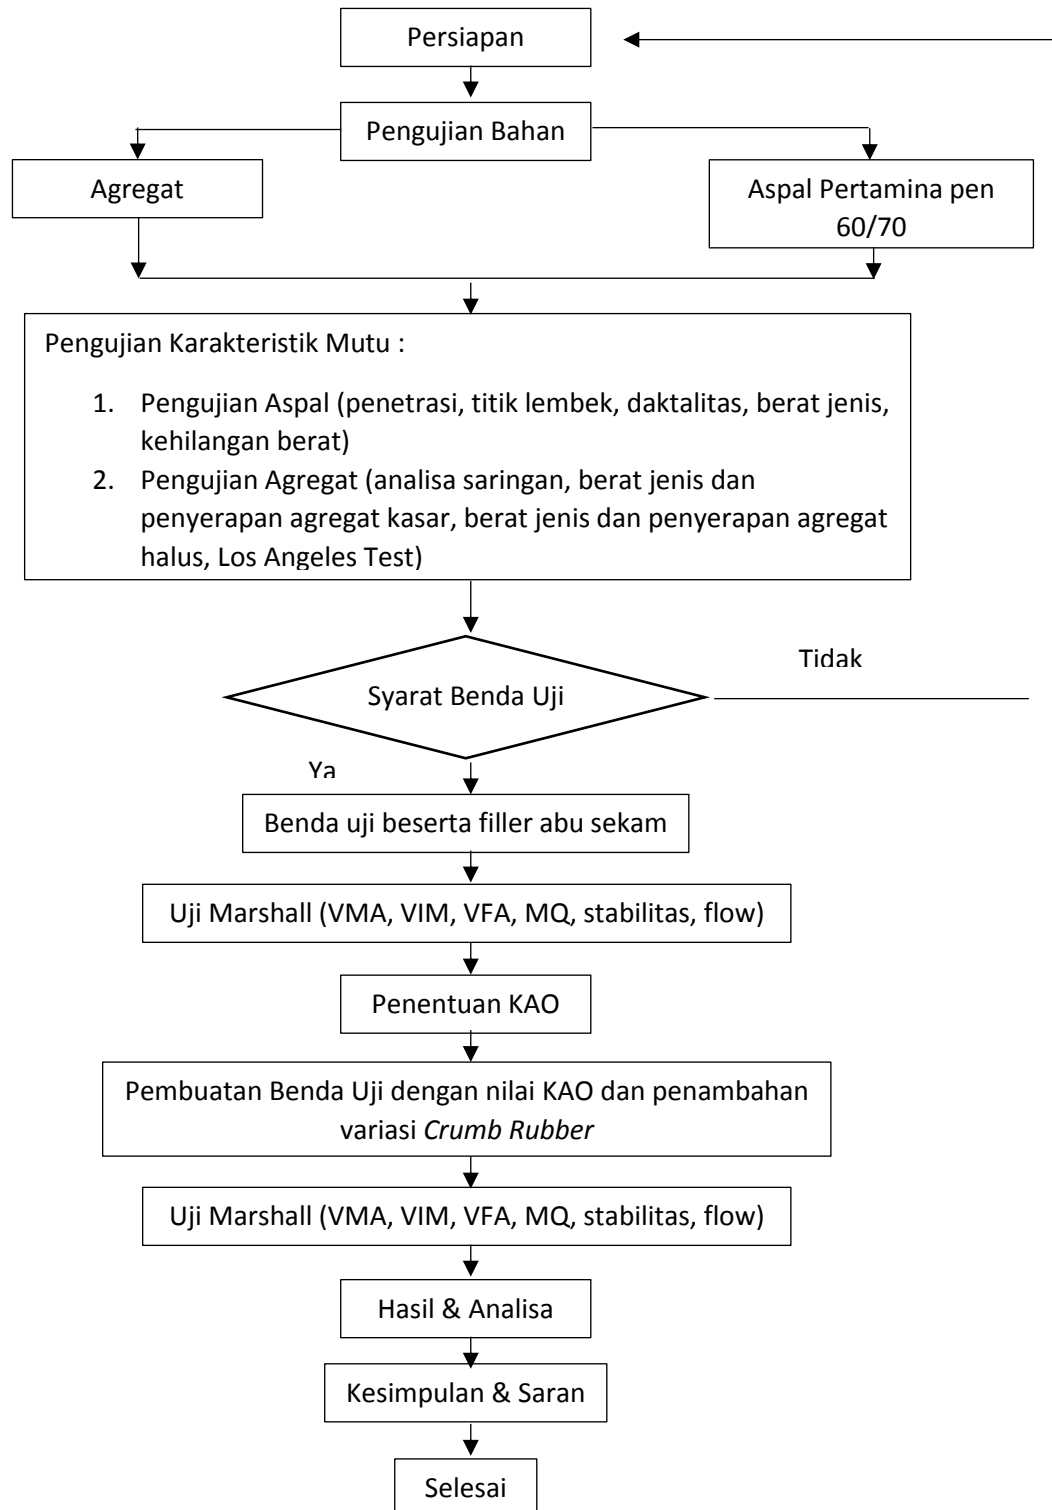 Persiapan
Pengujian Bahan
Agregat
Aspal Pertamina pen
60/70
Pengujian Karakteristik Mutu :
1. Pengujian Aspal (penetrasi, titik lembek, daktalitas, berat jenis,
kehilangan berat)
2. Pengujian Agregat (analisa saringan, berat jenis dan
penyerapan agregat kasar, berat jenis dan penyerapan agregat
halus, Los Angeles Test)
Tidak
Syarat Benda Uji
Ya
Benda uji beserta filler abu sekam
Uji Marshall (VMA, VIM, VFA, MQ, stabilitas, flow)
Penentuan KAO
Pembuatan Benda Uji dengan nilai KAO dan penambahan
variasi Crumb Rubber
Uji Marshall (VMA, VIM, VFA, MQ, stabilitas, flow)
Hasil & Analisa
Kesimpulan & Saran
Selesai